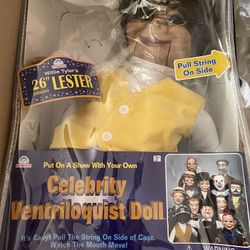 Willie Tyler's
26" LESTER
Pull String
On Side
Put On A Show With Your Own
Celebrity
Ventriloquist Doll
It's Easy! Pull The String On Side of Case.
Watch The Mouth Move!
WARNING